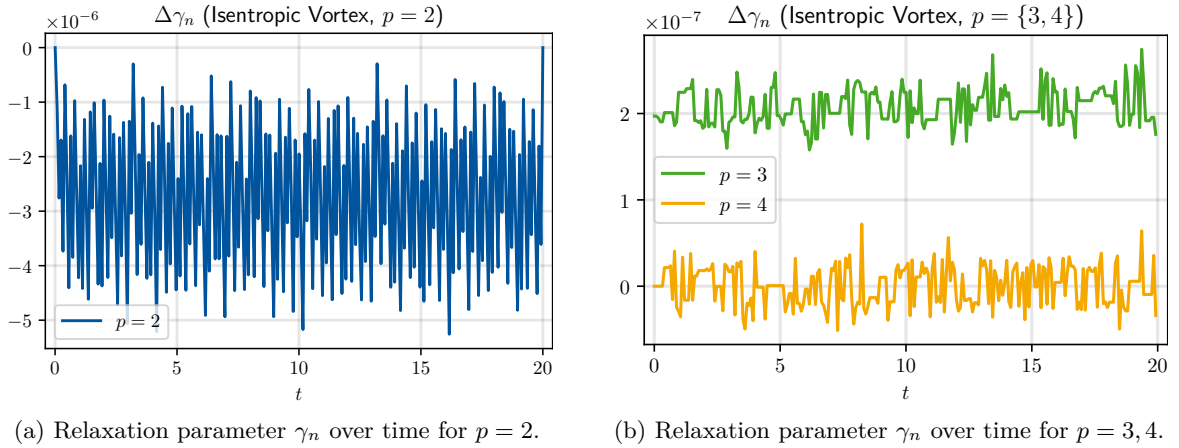 Δγn (Isentropic Vortex, p = 2)
×10−6
0
−1
−2
−3
−4
−5
p = 2
0
5
10
15
20
t
(a) Relaxation parameter γn over time for p = 2.
Δγn (Isentropic Vortex, p = {3, 4})
×10−7
2
1
0
p = 3
p = 4
0
5
10
15
20
t
(b) Relaxation parameter γn over time for p = 3, 4.